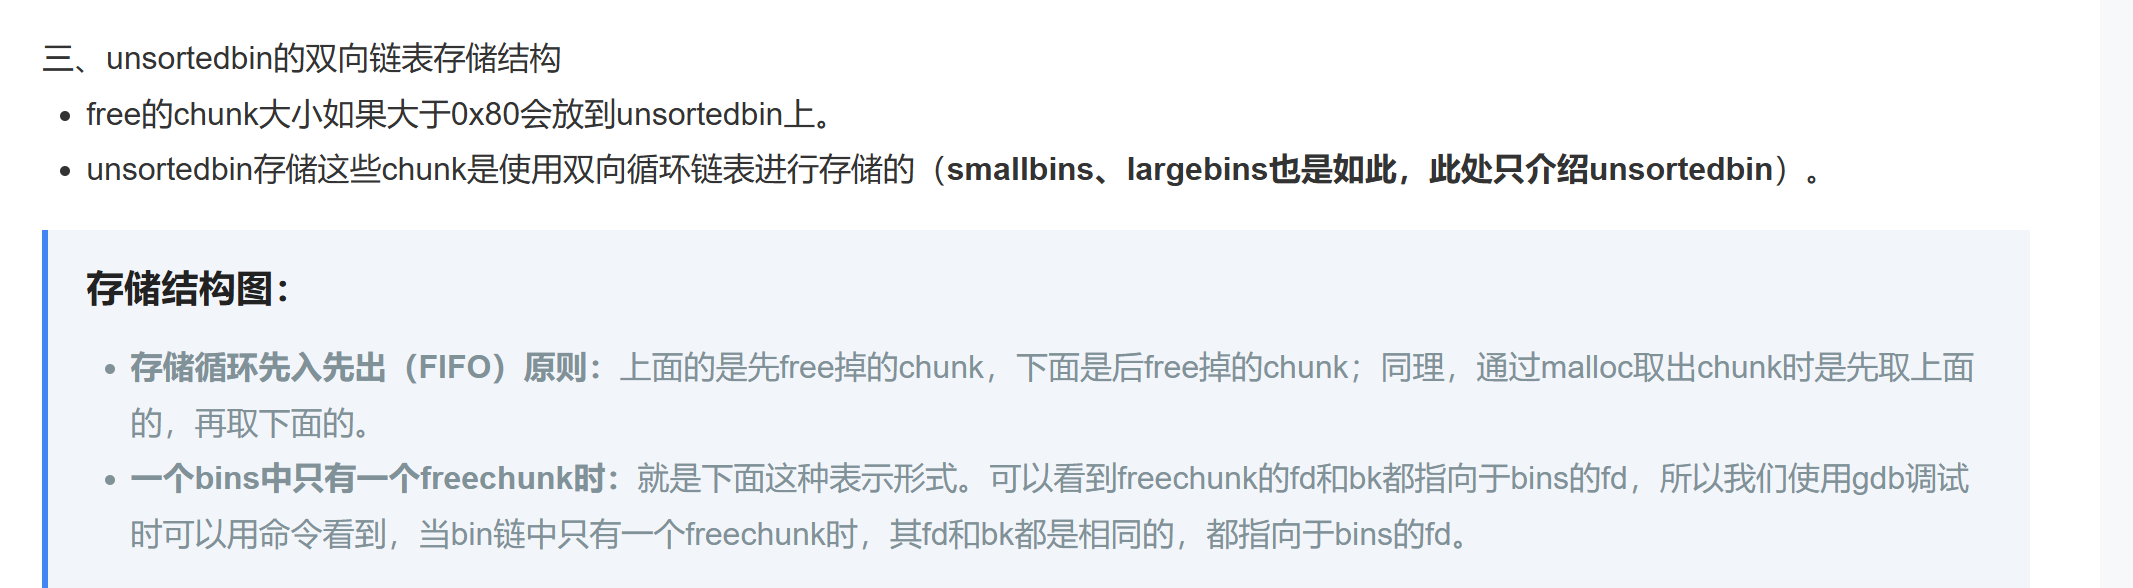 三、unsortedbin的双向链表存储结构
• free的chunk大小如果大于0x80会放到unsortedbin上。
• unsortedbin存储这些chunk是使用双向循环链表进行存储的（smallbins、largebins也是如此，此处只介绍unsortedbin）。
存储结构图：
• 存储循环先入先出（FIFO）原则：上面的是先free掉的chunk，下面是后free掉的chunk；同理，通过malloc取出chunk时是先取上面
的，再取下面的。
• 一个bins中只有一个freechunk时：就是下面这种表示形式。可以看到freechunk的fd和bk都指向于bins的fd，所以我们使用gdb调试
时可以用命令看到，当bin链中只有一个freechunk时，其fd和bk都是相同的，都指向于bins的fd。